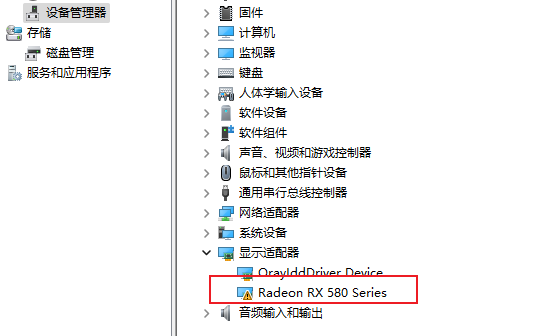 设备管理器
存储
磁盘管理
服务和应用程序
固件
计算机
监视器
键盘
人体学输入设备
软件设备
软件组件
声音、视频和游戏控制器
鼠标和其他指针设备
通用串行总线控制器
网络适配器
系统设备
显示适配器
OrayIddDriver Device
Radeon RX 580 Series
音频输入和输出